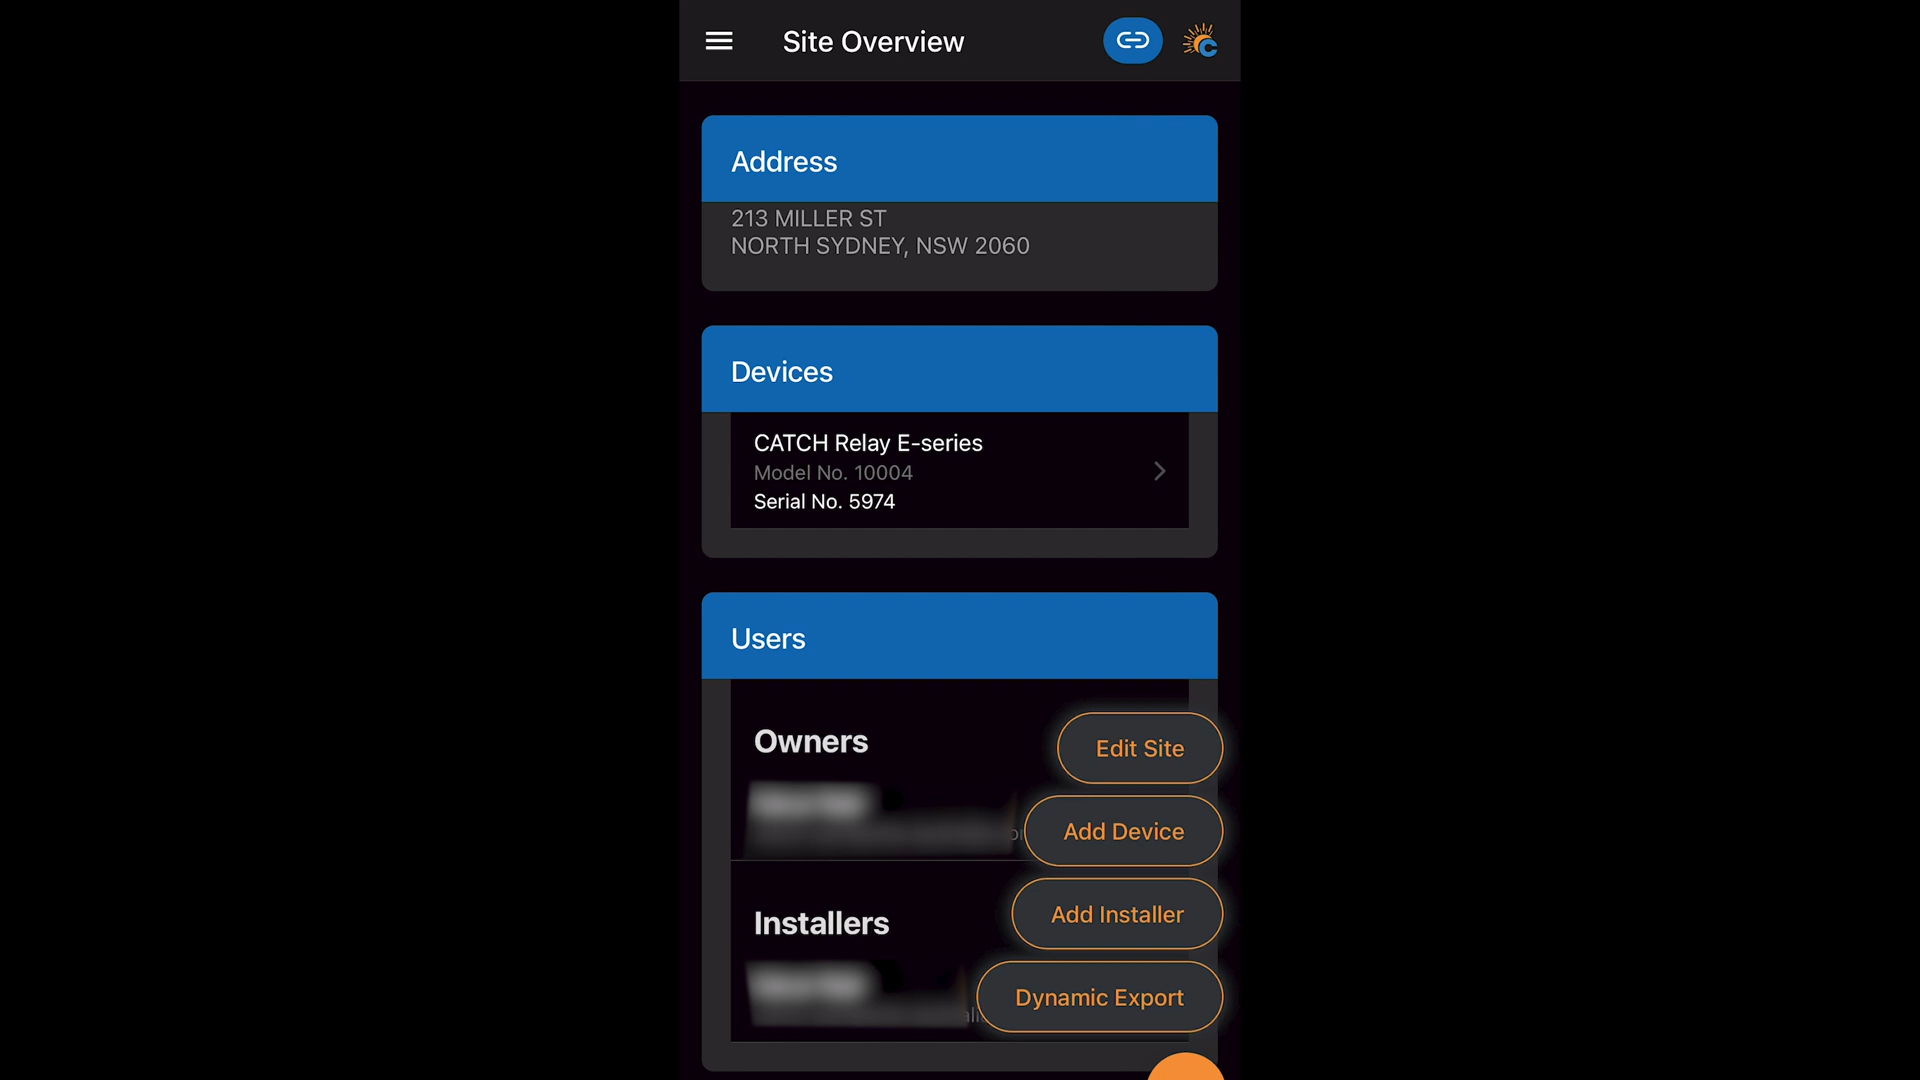 Site Overview
Address
213 MILLER ST
NORTH SYDNEY, NSW 2060
Devices
CATCH Relay E-series
Model No. 10004
Serial No. 5974
Users
Owners
Edit Site
Add Device
Installers
Add Installer
Dynamic Export